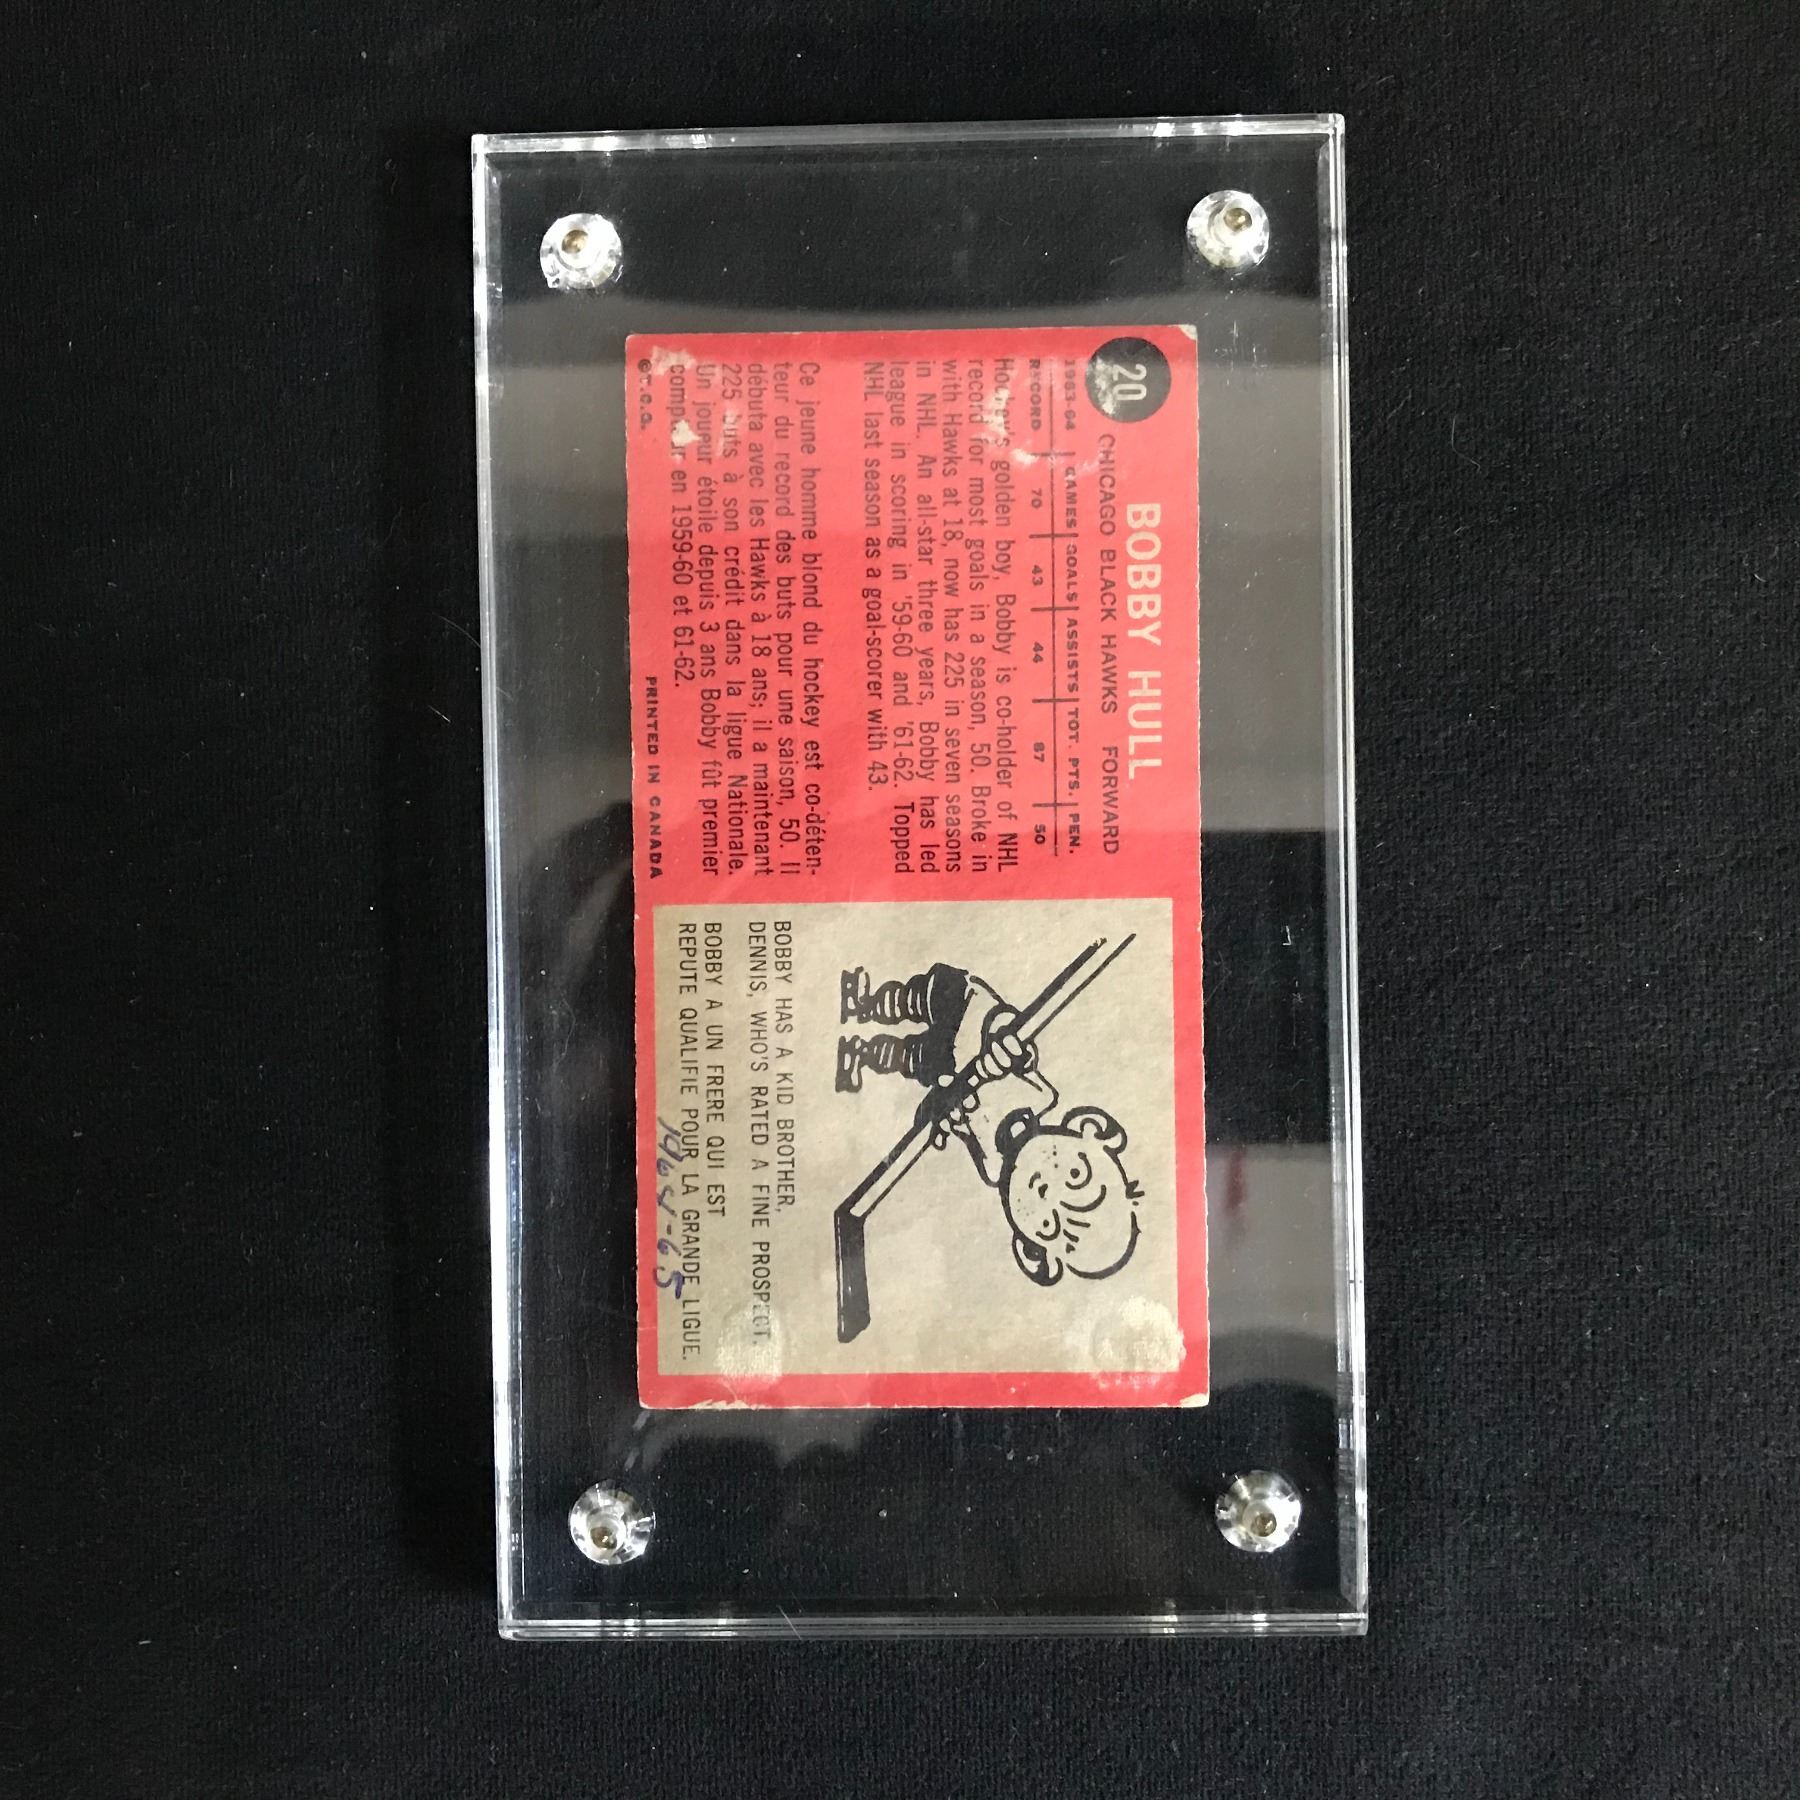 20
BOBBY HULL
CHICAGO BLACK HAWKS FORWARD
1963-64 | GAMES | GOALS | ASSISTS | TOT. PTS. | PEN.
RECORD 70 43 44 87 50
Hockey's golden boy, Bobby is co-holder of NHL
record for most goals in a season, 50. Broke in
with Hawks at 18, now has 225 in seven seasons
in NHL. An all-star three years, Bobby has led
league in scoring in '59-60 and '61-62. Topped
NHL last season as a goal-scorer with 43.
Ce jeune homme blond du hockey est co-déten-
teur du record des buts pour une saison, 50. Il
débuta avec les Hawks à 18 ans; il a maintenant
225 buts à son crédit dans la ligue Nationale.
Un joueur étoile depuis 3 ans Bobby fût premier
compteur en 1959-60 et 61-62.
©T.C.G. PRINTED IN CANADA
BOBBY HAS A KID BROTHER,
DENNIS, WHO'S RATED A FINE PROSPECT.
BOBBY A UN FRERE QUI EST
REPUTE QUALIFIE POUR LA GRANDE LIGUE.
1964-65